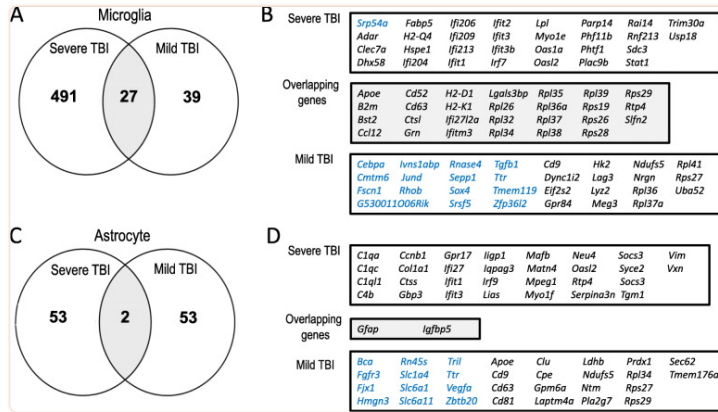 A
Microglia
Severe TBI
Mild TBI
491
27
39
B
Severe TBI
Srp54a Fabp5 Ifi206 Ifit2 Lpl Parp14 Rai14 Trim30a
Adar H2-Q4 Ifi209 Ifit3 Myo1e Phf11b Rnf213 Usp18
Clec7a Hspe1 Ifi213 Ifit3b Oas1a Phtf1 Sdc3
Dhx58 Ifi204 Ifit1 Irf7 Oasl2 Plac9b Stat1
Overlapping
genes
Apoe Cd52 H2-D1 Lgals3bp Rpl35 Rpl39 Rps29
B2m Cd63 H2-K1 Rpl26 Rpl36a Rps19 Rtp4
Bst2 Ctsl Ifi27l2a Rpl32 Rpl37 Rps26 Slfn2
Ccl12 Grn Ifitm3 Rpl34 Rpl38 Rps28
Mild TBI
Cebpa Ivns1abp Rnase4 Tgfb1 Cd9 Hk2 Ndufs5 Rpl41
Cmtm6 Jund Sepp1 Ttr Dync1i2 Lag3 Nrgn Rps27
Fscn1 Rhob Sox4 Tmem119 Eif2s2 Lyz2 Rpl36 Uba52
G530011O06Rik Srsf5 Zfp36l2 Gpr84 Meg3 Rpl37a
C
Astrocyte
Severe TBI
Mild TBI
53
2
53
D
Severe TBI
C1qa Ccnb1 Gpr17 Iigp1 Mafb Neu4 Socs3 Vim
C1qc Col1a1 Ifi27 Iqpag3 Matn4 Oasl2 Syce2 Vxn
C1ql1 Ctss Ifit1 Irf9 Mpeg1 Rtp4 Socs3
C4b Gbp3 Ifit3 Lias Myo1f Serpina3n Tgm1
Overlapping
genes
Gfap Igfbp5
Mild TBI
Bca Rn45s Tril Apoe Clu Ldhb Prdx1 Sec62
Fgfr3 Slc1a4 Ttr Cd9 Cpe Ndufs5 Rpl34 Tmem176a
Fjx1 Slc6a1 Vegfa Cd63 Gpm6a Ntm Rps27
Hmgn3 Slc6a11 Zbtb20 Cd81 Laptm4a Pla2g7 Rps29